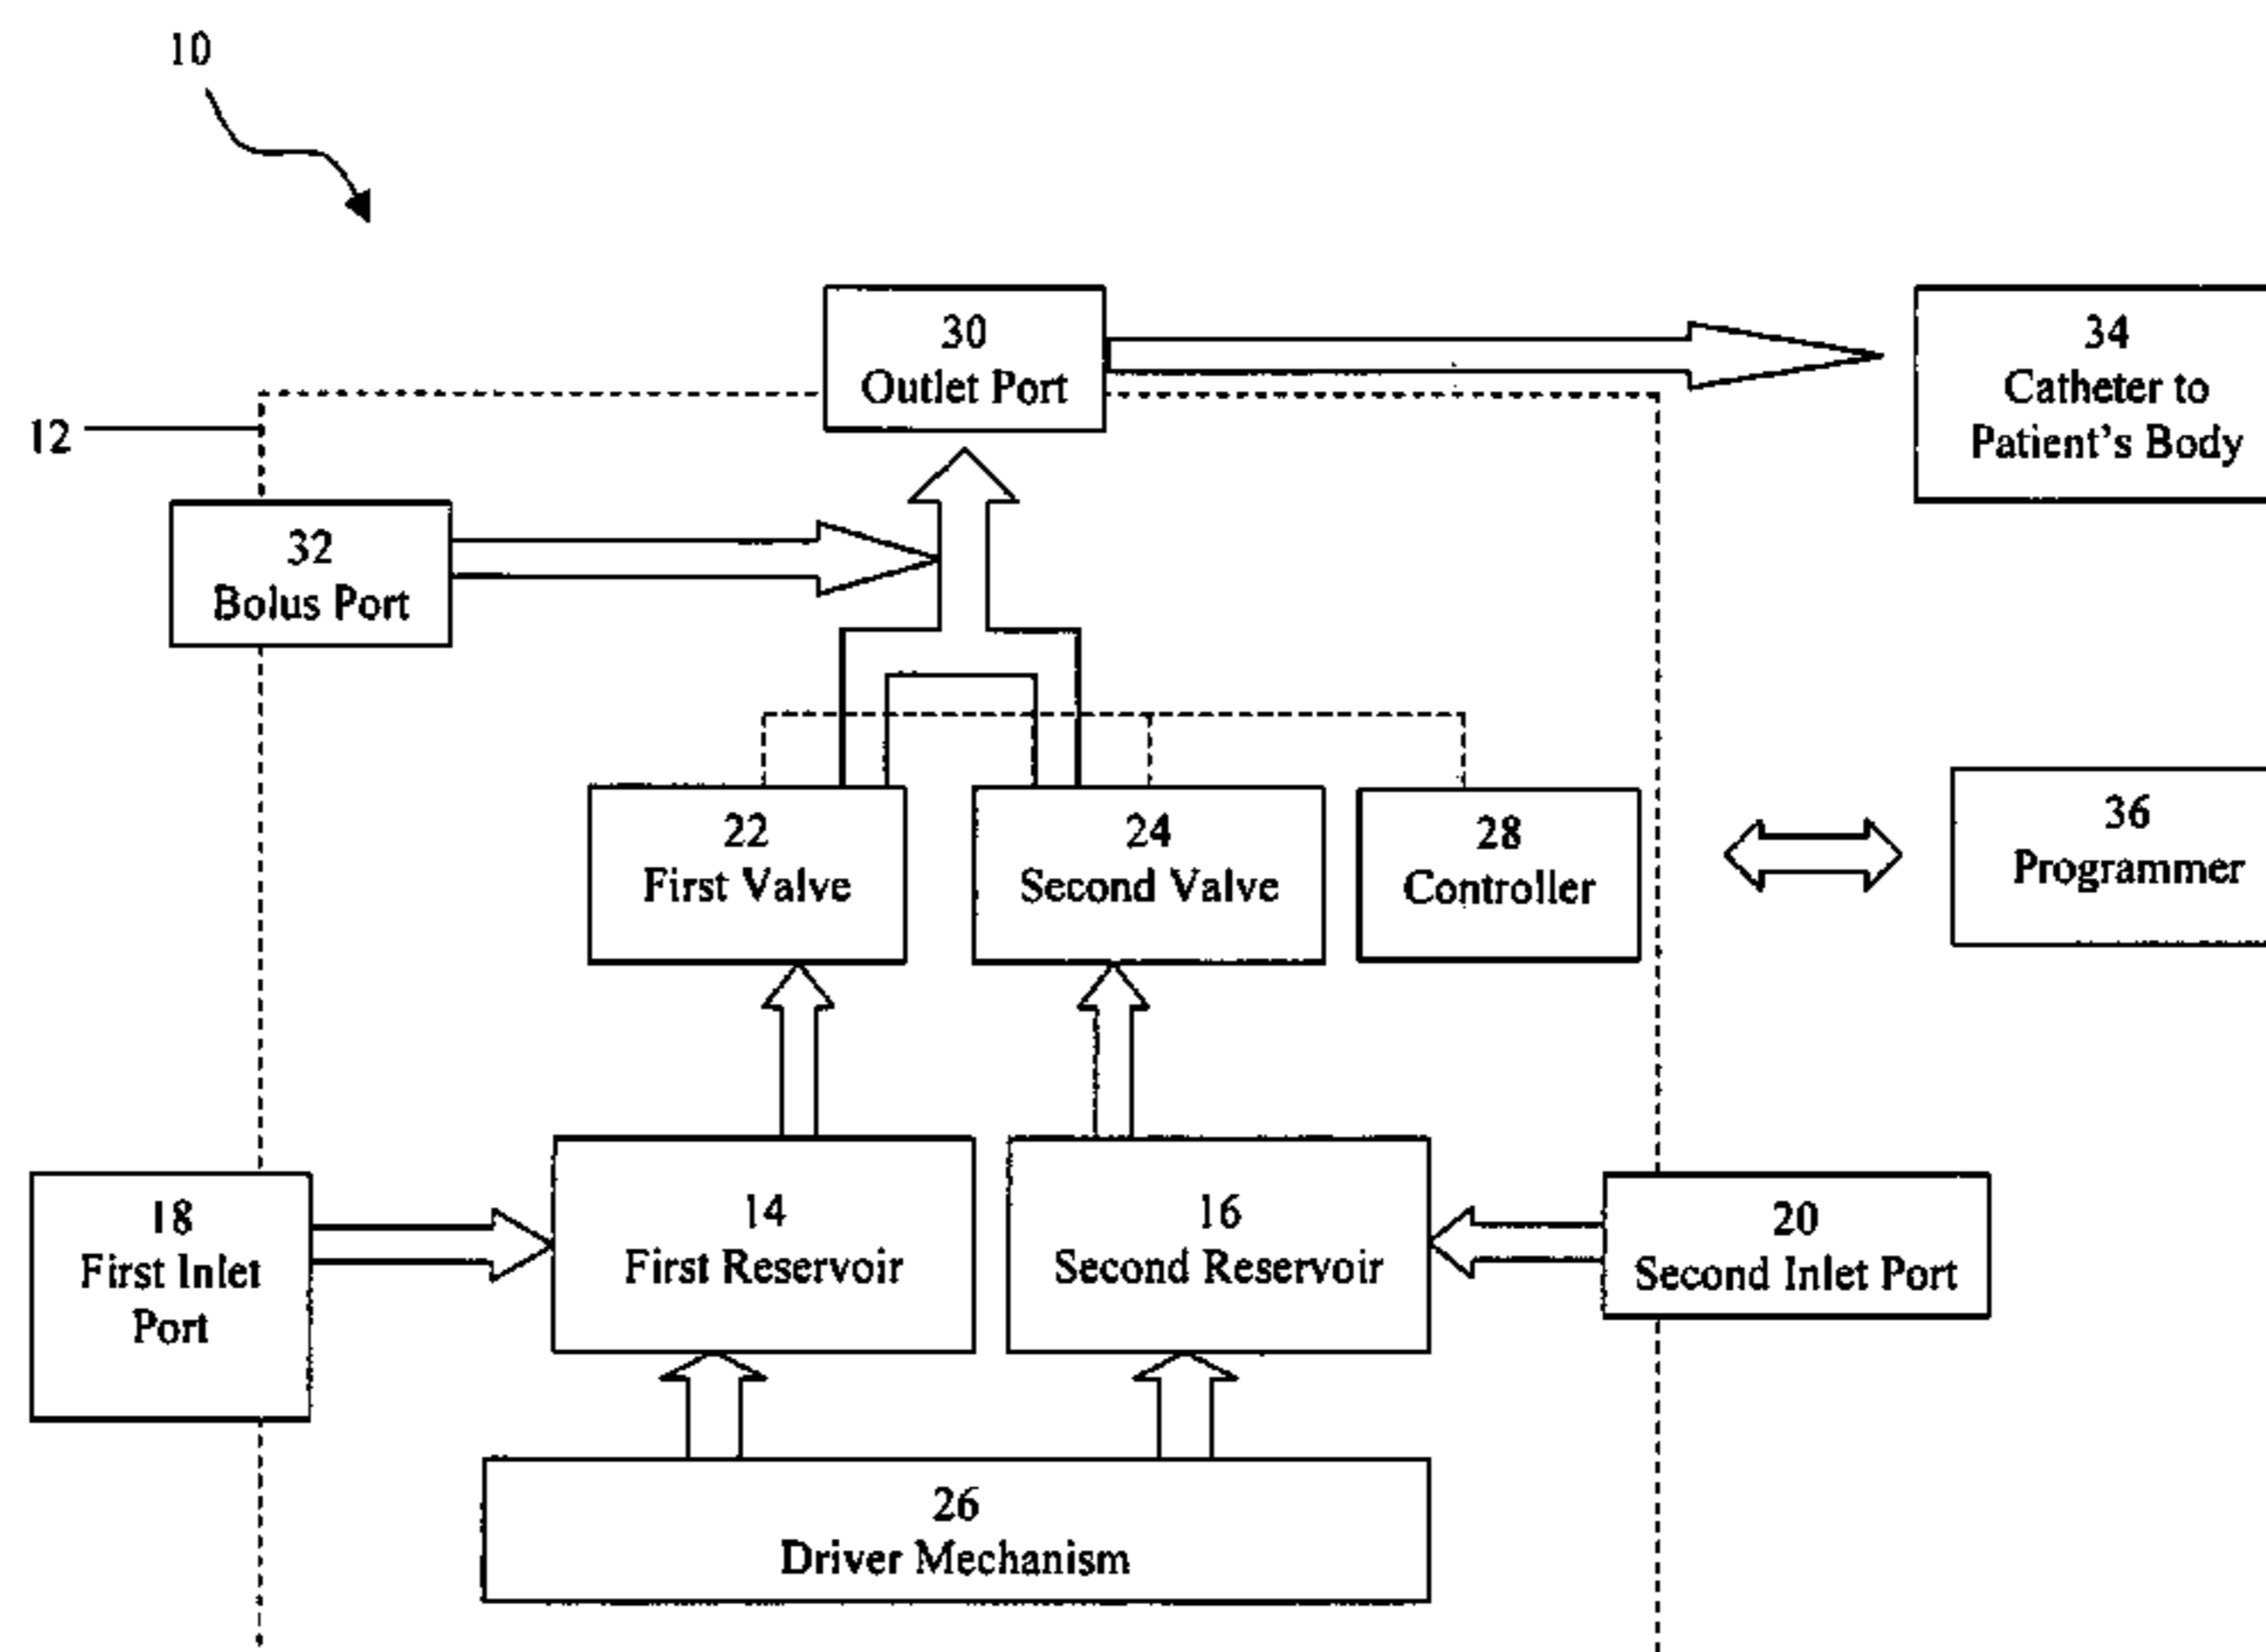 10
30
Outlet Port
34
Catheter to
Patient's Body
12
32
Bolus Port
22
First Valve
24
Second Valve
28
Controller
36
Programmer
18
First Inlet
Port
14
First Reservoir
16
Second Reservoir
20
Second Inlet Port
26
Driver Mechanism